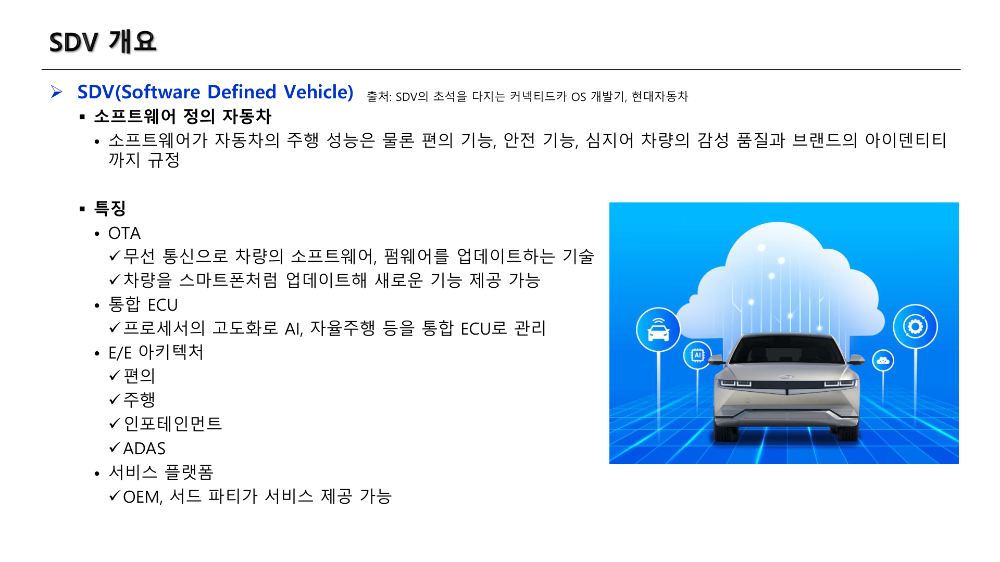 SDV 개요
➢ SDV(Software Defined Vehicle) 출처: SDV의 초석을 다지는 커넥티드카 OS 개발기, 현대자동차
▪ 소프트웨어 정의 자동차
• 소프트웨어가 자동차의 주행 성능은 물론 편의 기능, 안전 기능, 심지어 차량의 감성 품질과 브랜드의 아이덴티티
까지 규정
▪ 특징
• OTA
✓무선 통신으로 차량의 소프트웨어, 펌웨어를 업데이트하는 기술
✓차량을 스마트폰처럼 업데이트해 새로운 기능 제공 가능
• 통합 ECU
✓프로세서의 고도화로 AI, 자율주행 등을 통합 ECU로 관리
• E/E 아키텍처
✓편의
✓주행
✓인포테인먼트
✓ADAS
• 서비스 플랫폼
✓OEM, 서드 파티가 서비스 제공 가능
AI